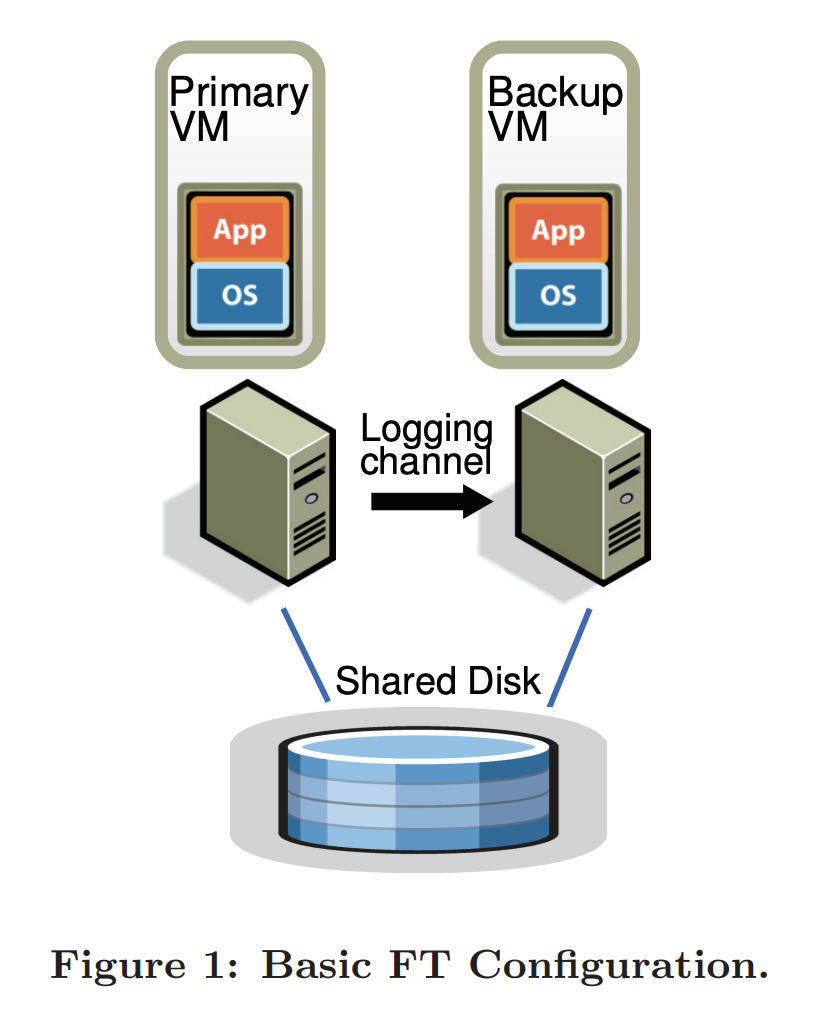 Primary
VM
Backup
VM
App
OS
App
OS
Logging
channel
Shared Disk
Figure 1: Basic FT Configuration.